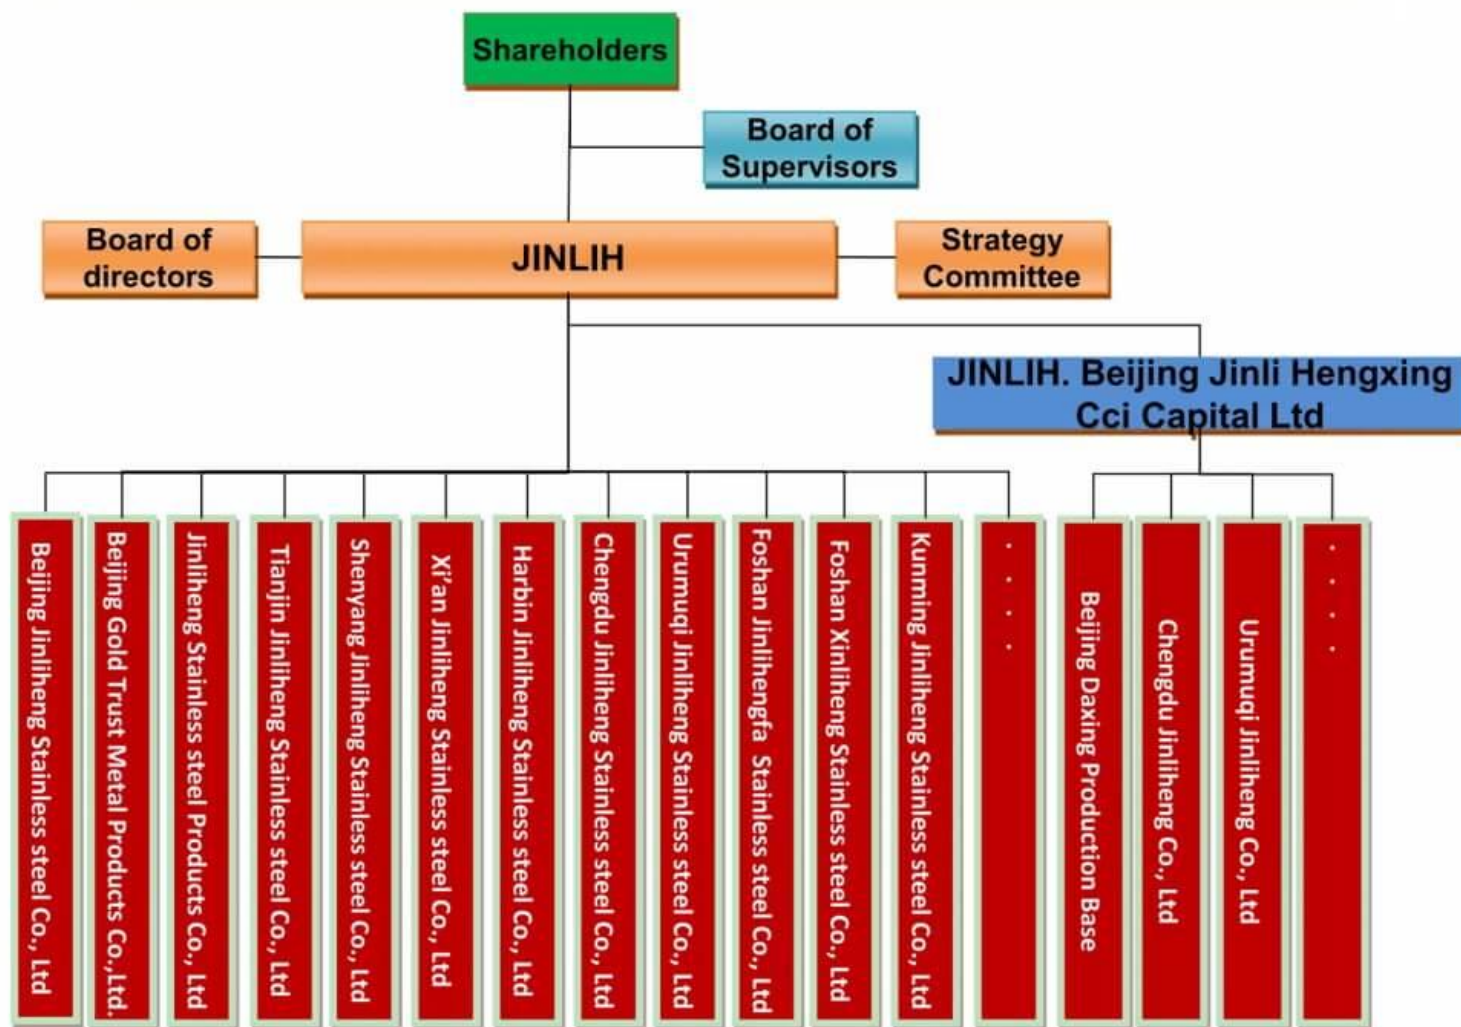 Shareholders
Board of
Supervisors
Board of
directors
JINLIH
Strategy
Committee
JINLIH. Beijing Jinli Hengxing
Cci Capital Ltd
Beijing Jinliheng Stainless steel Co., Ltd
Beijing Gold Trust Metal Products Co.,Ltd.
Jinliheng Stainless steel Products Co., Ltd
Tianjin Jinliheng Stainless steel Co., Ltd
Shenyang Jinliheng Stainless steel Co., Ltd
Xi'an Jinliheng Stainless steel Co., Ltd
Harbin Jinliheng Stainless steel Co., Ltd
Chengdu Jinliheng Stainless steel Co., Ltd
Urumuqi Jinliheng Stainless steel Co., Ltd
Foshan Jinlihengfa Stainless steel Co., Ltd
Foshan Xinliheng Stainless steel Co., Ltd
Kunming Jinliheng Stainless steel Co., Ltd
. . . .
Beijing Daxing Production Base
Chengdu Jinliheng Co., Ltd
Urumuqi Jinliheng Co., Ltd
. . . .